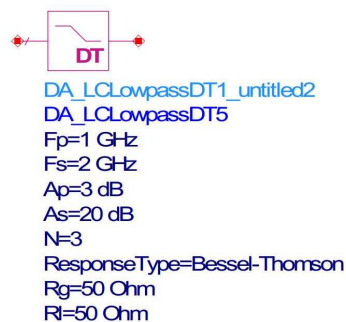 DT
DA_LCLowpassDT1_untitled2
DA_LCLowpassDT5
Fp=1 GHz
Fs=2 GHz
Ap=3 dB
As=20 dB
N=3
ResponseType=Bessel-Thomson
Rg=50 Ohm
Rl=50 Ohm